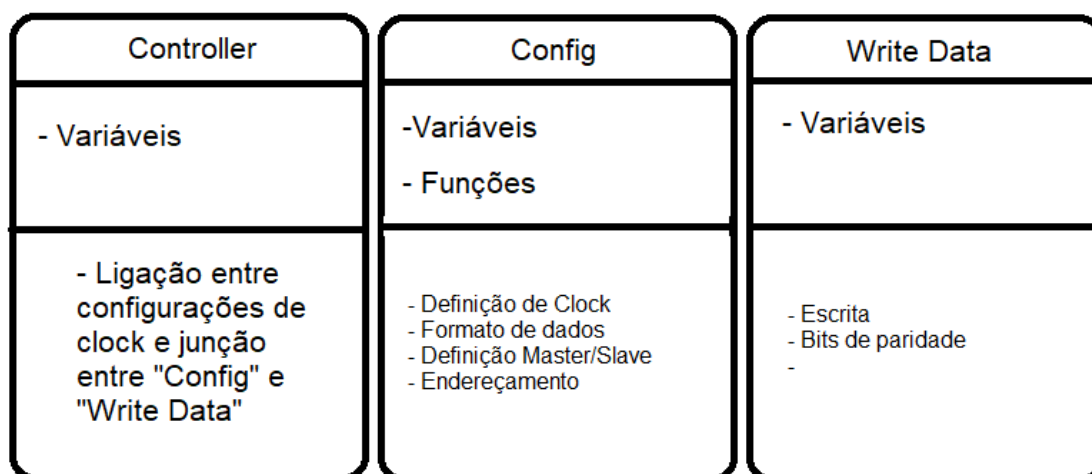 Controller
- Variáveis
- Ligação entre
configurações de
clock e junção
entre "Config" e
"Write Data"
Config
-Variáveis
- Funções
- Definição de Clock
- Formato de dados
- Definição Master/Slave
- Endereçamento
Write Data
- Variáveis
- Escrita
- Bits de paridade
-